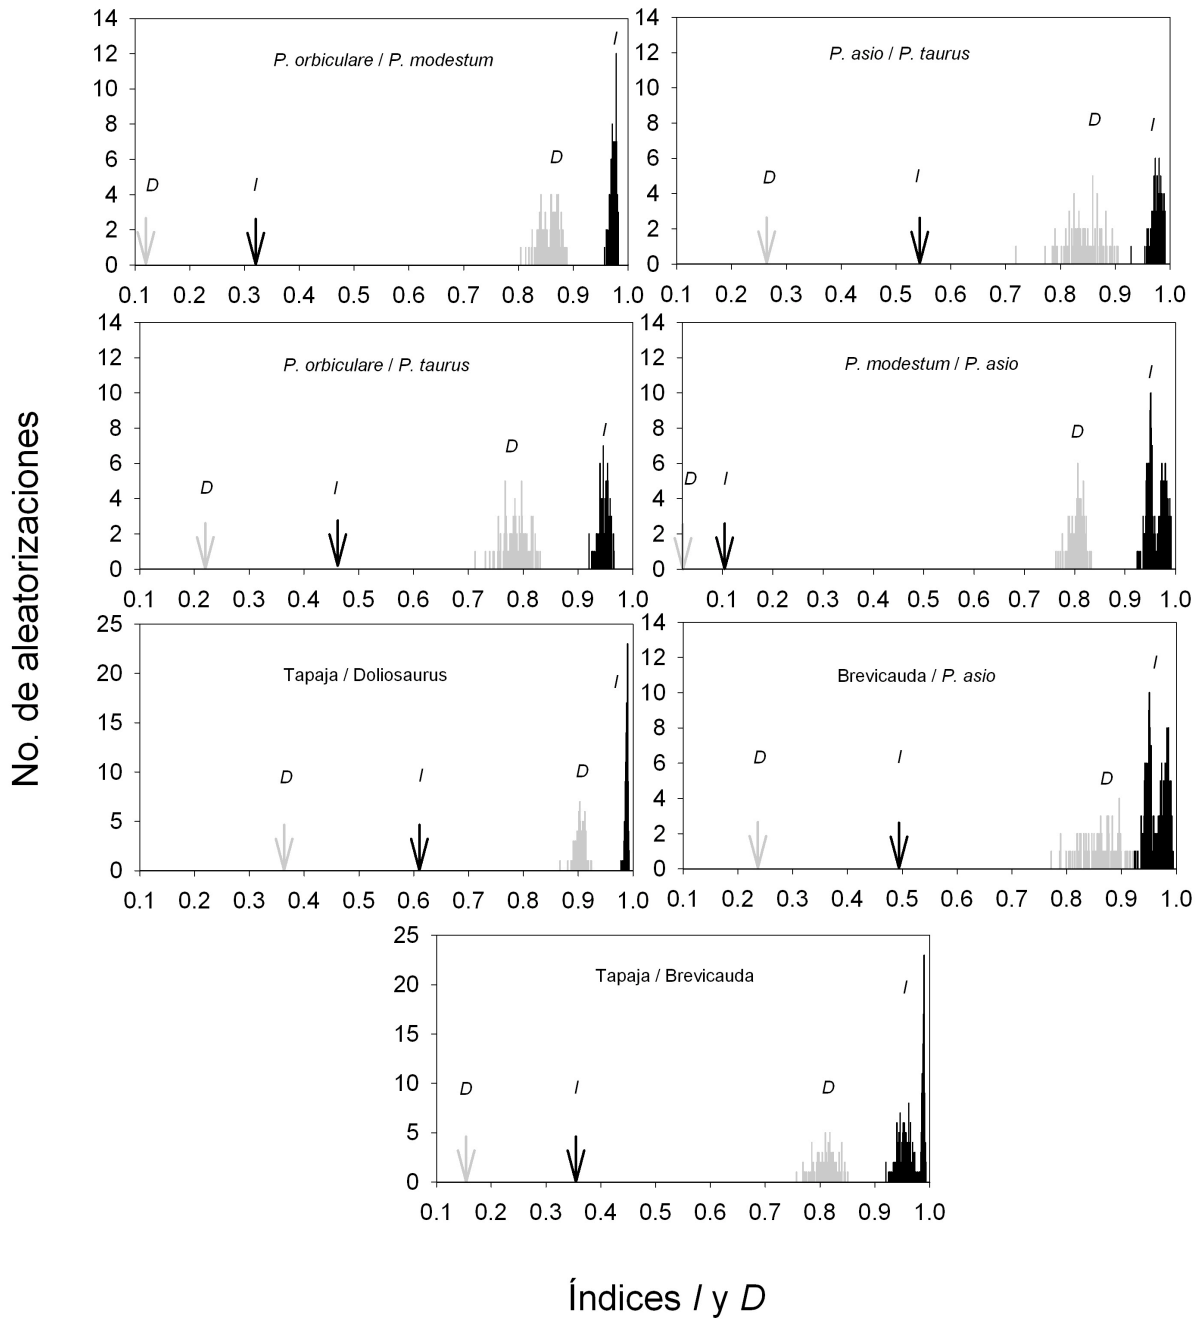 No. de aleatorizaciones
14
12
10
8
6
4
2
0
P. orbiculare / P. modestum
D
I
D
I
0.1 0.2 0.3 0.4 0.5 0.6 0.7 0.8 0.9 1.0
14
12
10
8
6
4
2
0
P. asio / P. taurus
D
I
D
I
0.1 0.2 0.3 0.4 0.5 0.6 0.7 0.8 0.9 1.0
14
12
10
8
6
4
2
0
P. orbiculare / P. taurus
D
I
D
I
0.1 0.2 0.3 0.4 0.5 0.6 0.7 0.8 0.9 1.0
14
12
10
8
6
4
2
0
P. modestum / P. asio
D
I
D
I
0.1 0.2 0.3 0.4 0.5 0.6 0.7 0.8 0.9 1.0
25
20
15
10
5
0
Tapaja / Doliosaurus
D
I
D
I
0.1 0.2 0.3 0.4 0.5 0.6 0.7 0.8 0.9 1.0
14
12
10
8
6
4
2
0
Brevicauda / P. asio
D
I
D
I
0.1 0.2 0.3 0.4 0.5 0.6 0.7 0.8 0.9 1.0
25
20
15
10
5
0
Tapaja / Brevicauda
D
I
D
I
0.1 0.2 0.3 0.4 0.5 0.6 0.7 0.8 0.9 1.0
Índices I y D